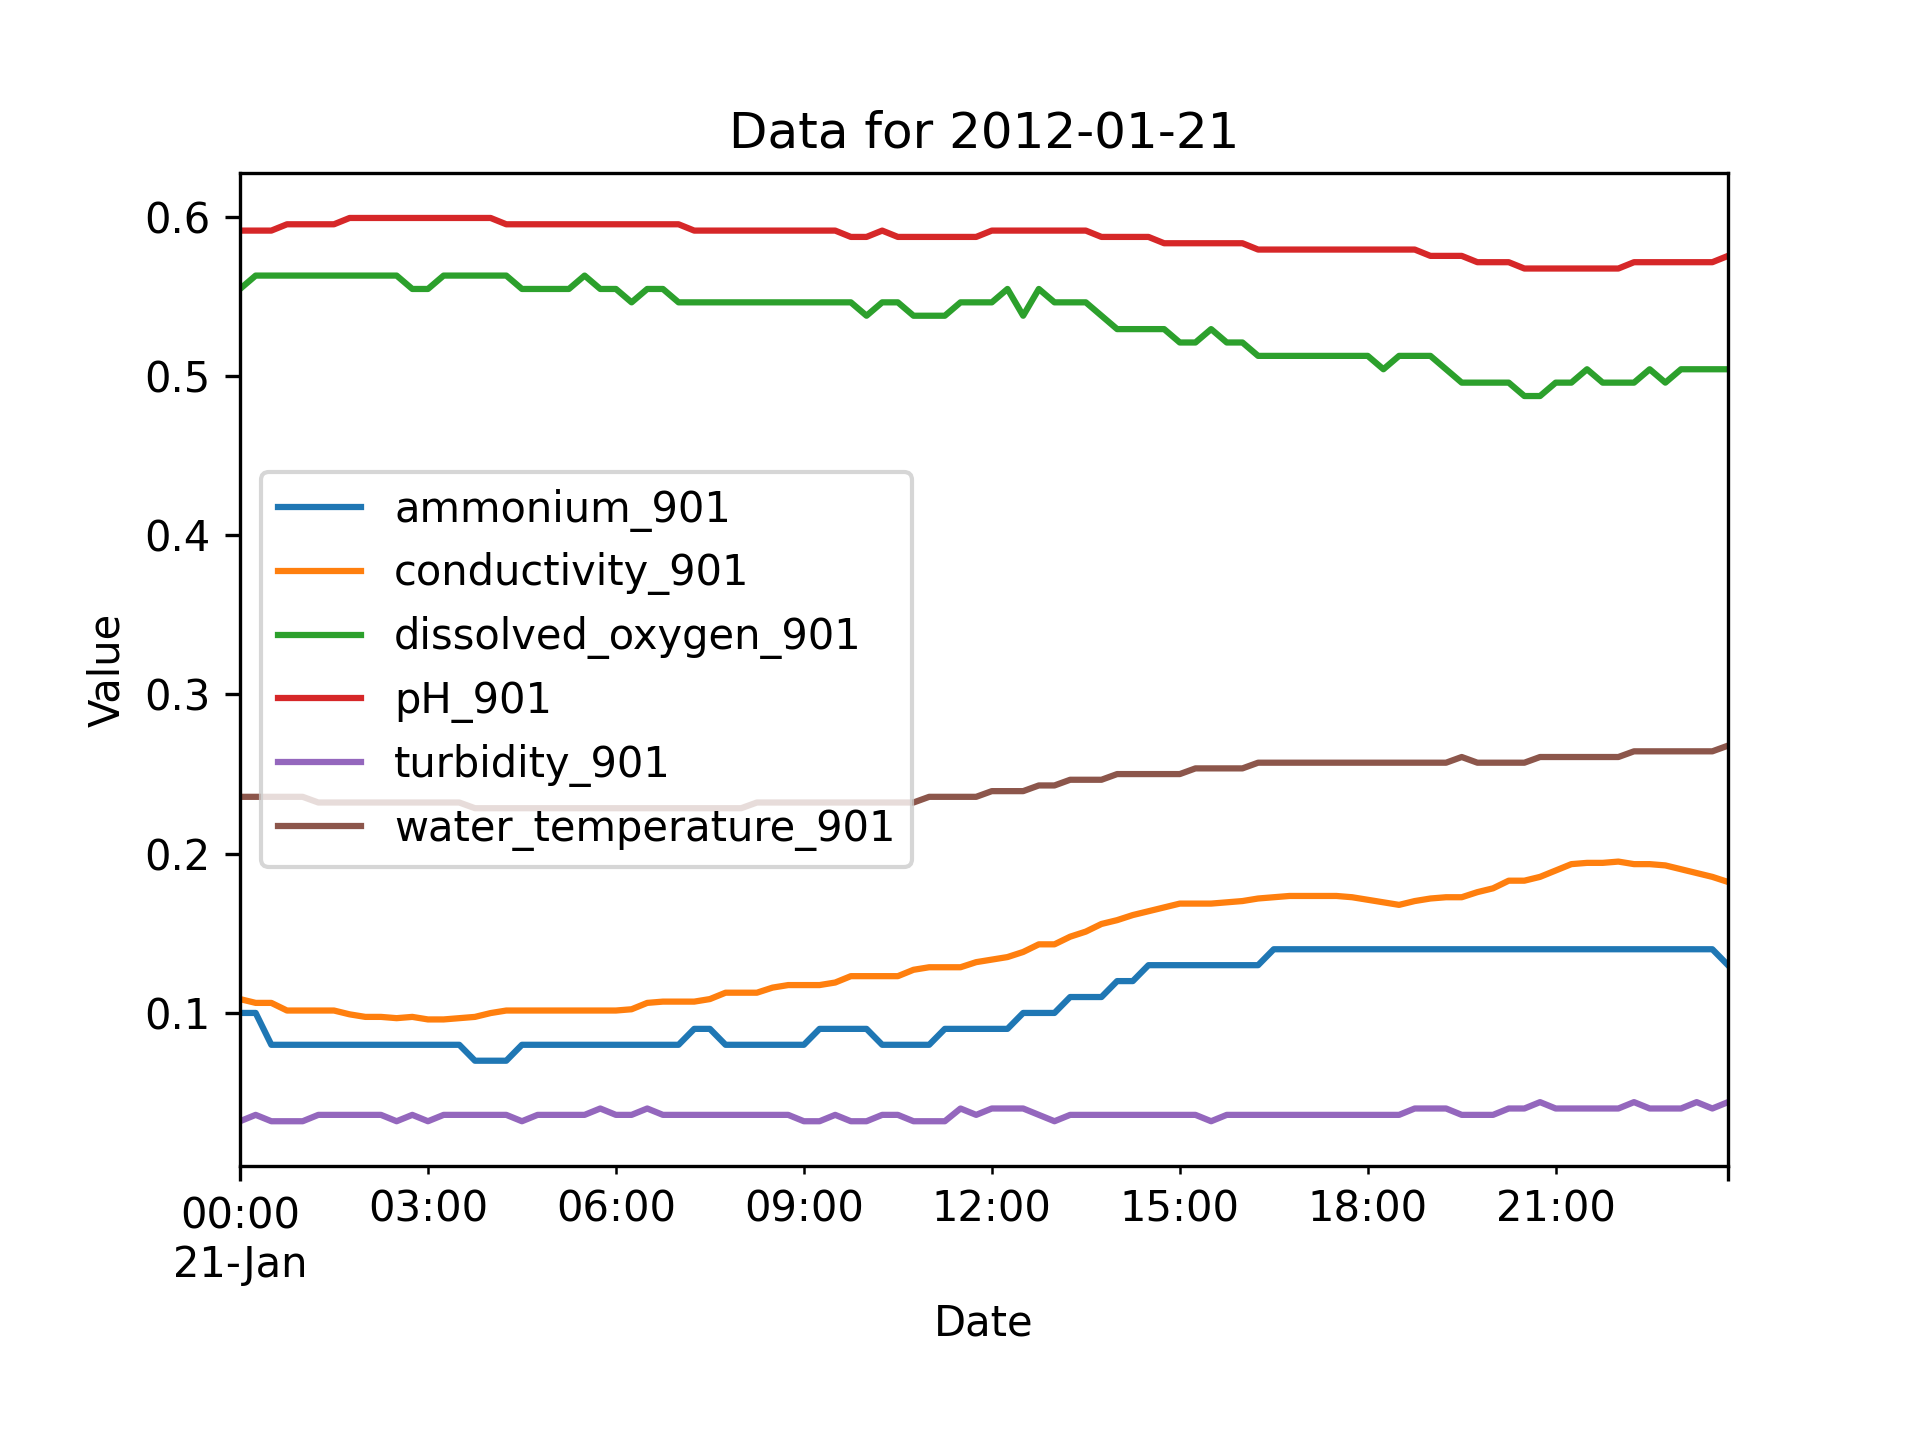 Data for 2012-01-21
0.6
0.5
0.4
0.3
0.2
0.1
Value
ammonium_901
conductivity_901
dissolved_oxygen_901
pH_901
turbidity_901
water_temperature_901
00:00 03:00 06:00 09:00 12:00 15:00 18:00 21:00
21-Jan
Date